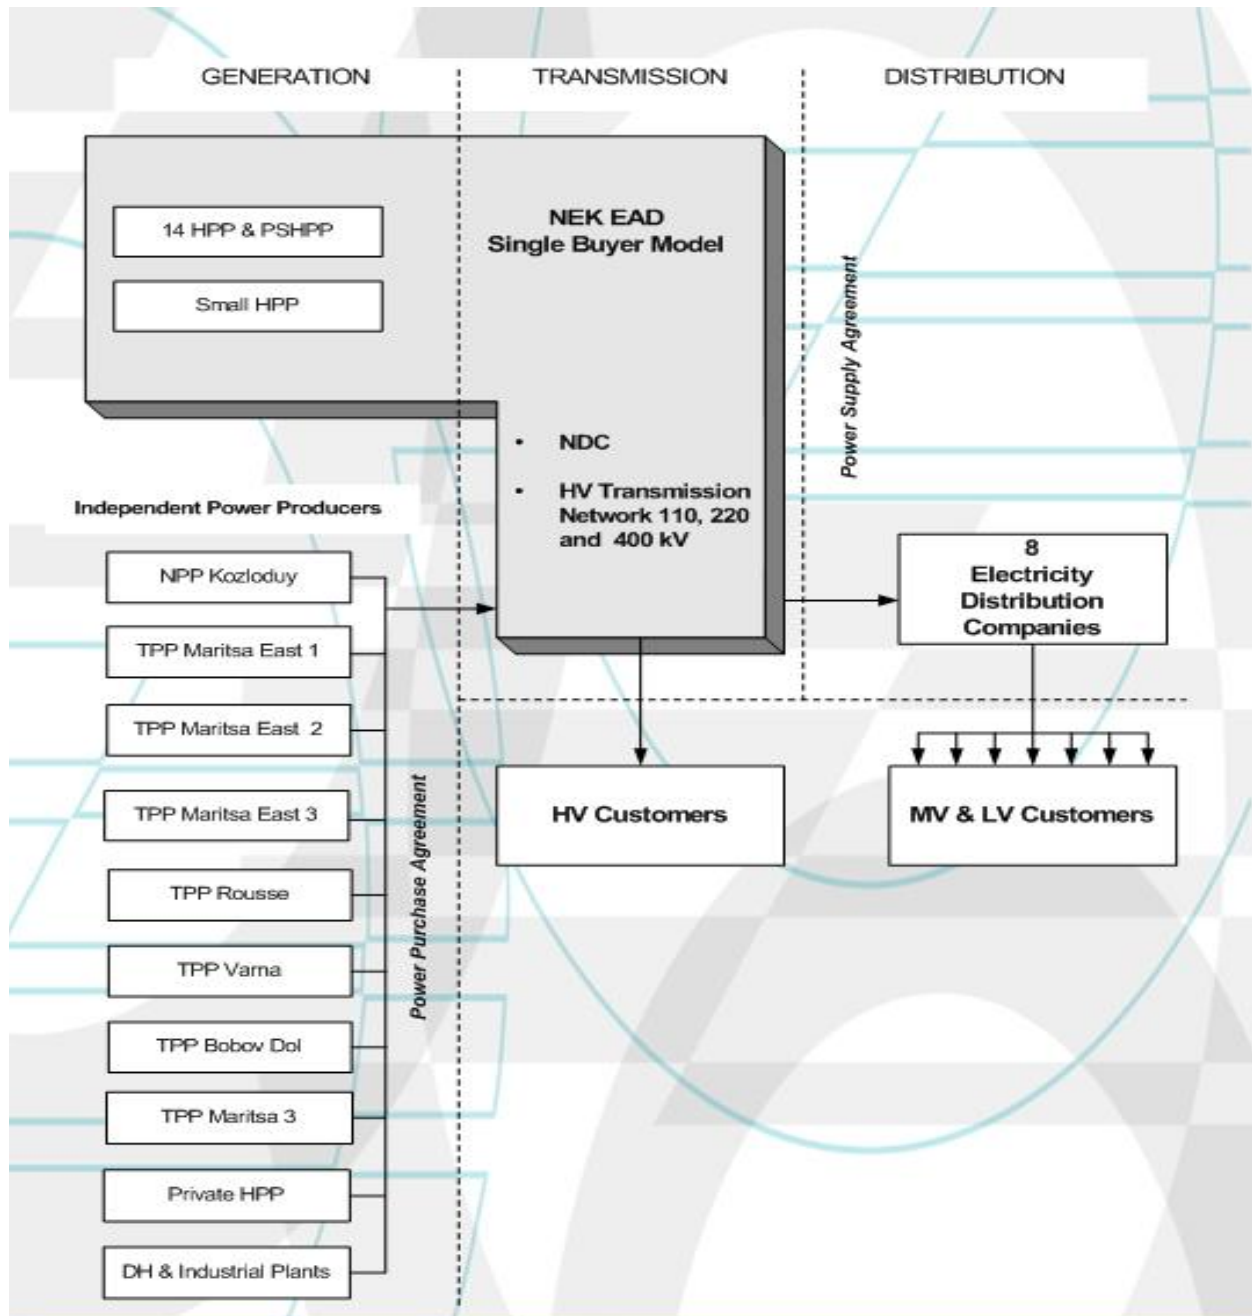 GENERATION
TRANSMISSION
DISTRIBUTION
14 HPP & PSHPP
Small HPP
NEK EAD
Single Buyer Model
• NDC
• HV Transmission
Network 110, 220
and 400 kV
Power Supply Agreement
Independent Power Producers
NPP Kozloduy
TPP Maritsa East 1
TPP Maritsa East 2
TPP Maritsa East 3
TPP Rousse
TPP Varna
TPP Bobov Dol
TPP Maritsa 3
Private HPP
DH & Industrial Plants
Power Purchase Agreement
8
Electricity
Distribution
Companies
HV Customers
MV & LV Customers